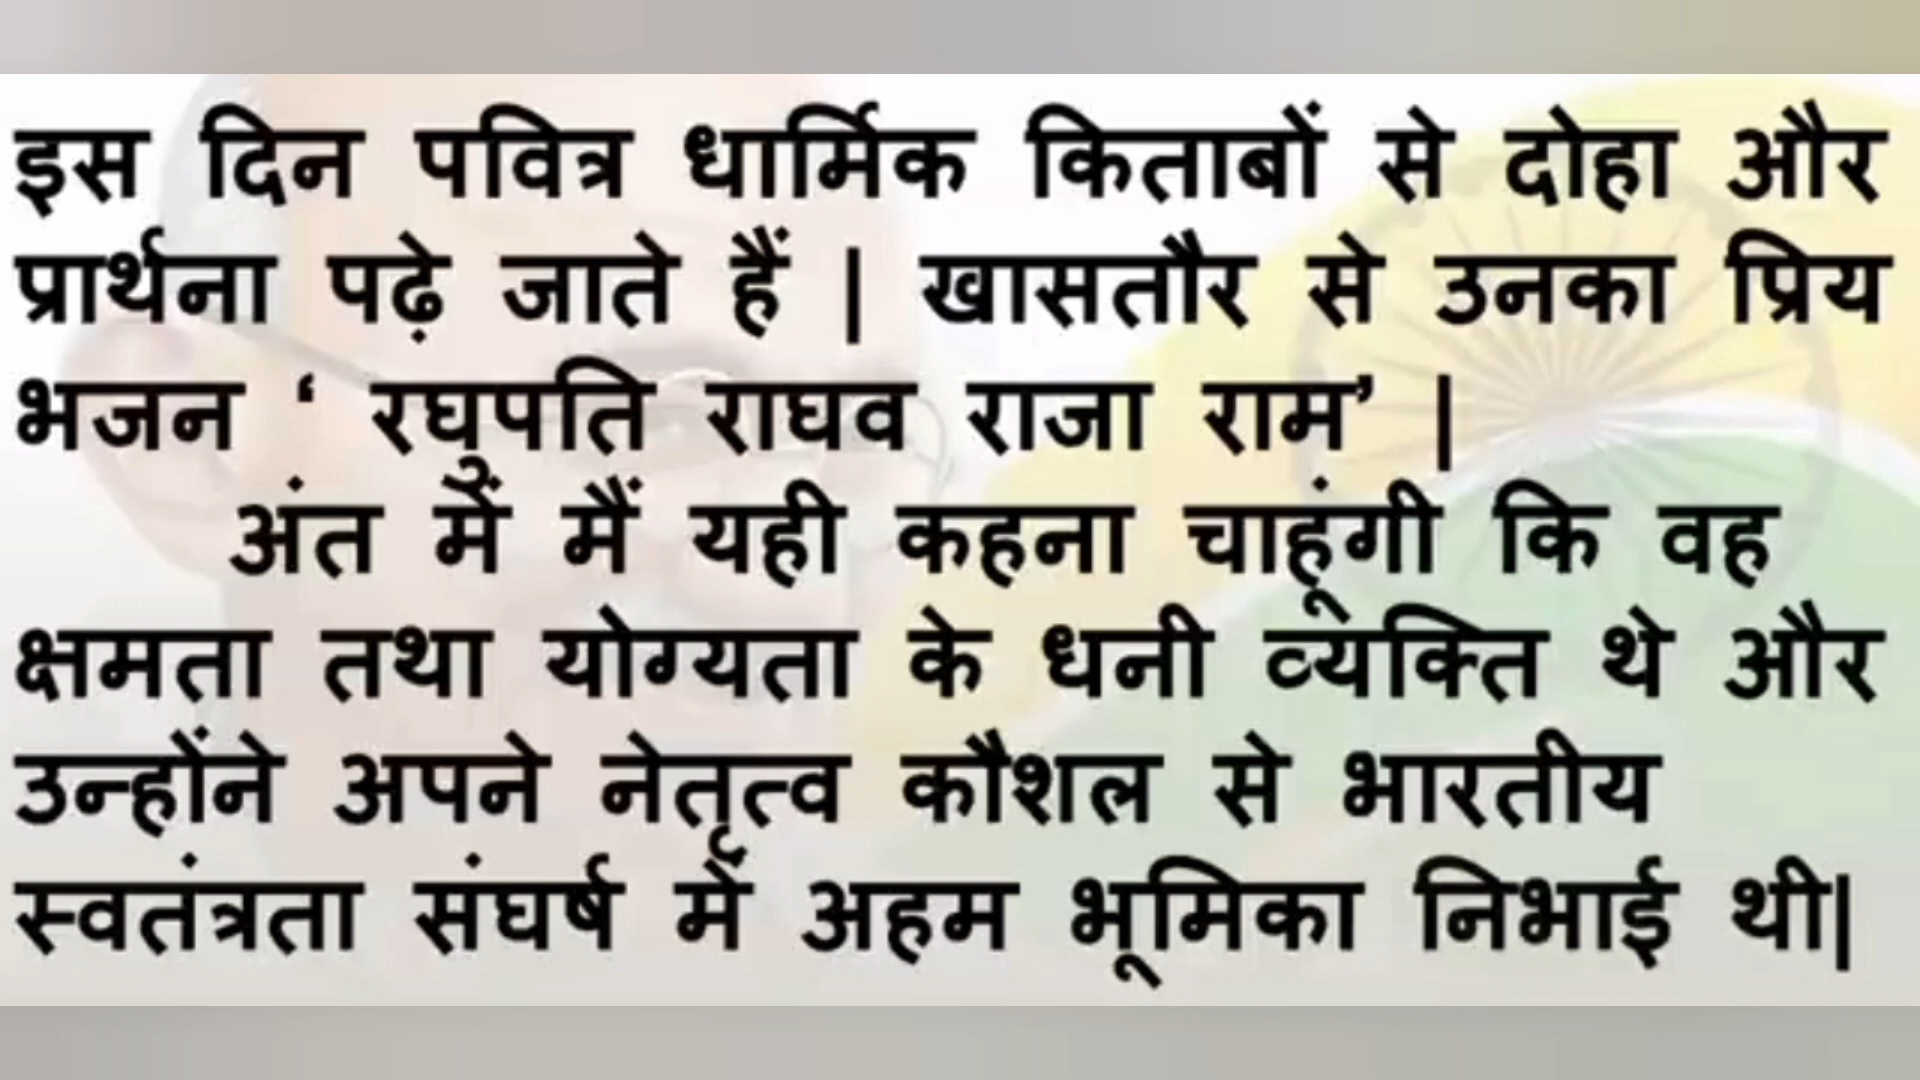 इस दिन पवित्र धार्मिक किताबों से दोहा और
प्रार्थना पढ़े जाते हैं | खासतौर से उनका प्रिय
भजन ‘ रघुपति राघव राजा राम’ |
अंत में मैं यही कहना चाहूंगी कि वह
क्षमता तथा योग्यता के धनी व्यक्ति थे और
उन्होंने अपने नेतृत्व कौशल से भारतीय
स्वतंत्रता संघर्ष में अहम भूमिका निभाई थी|